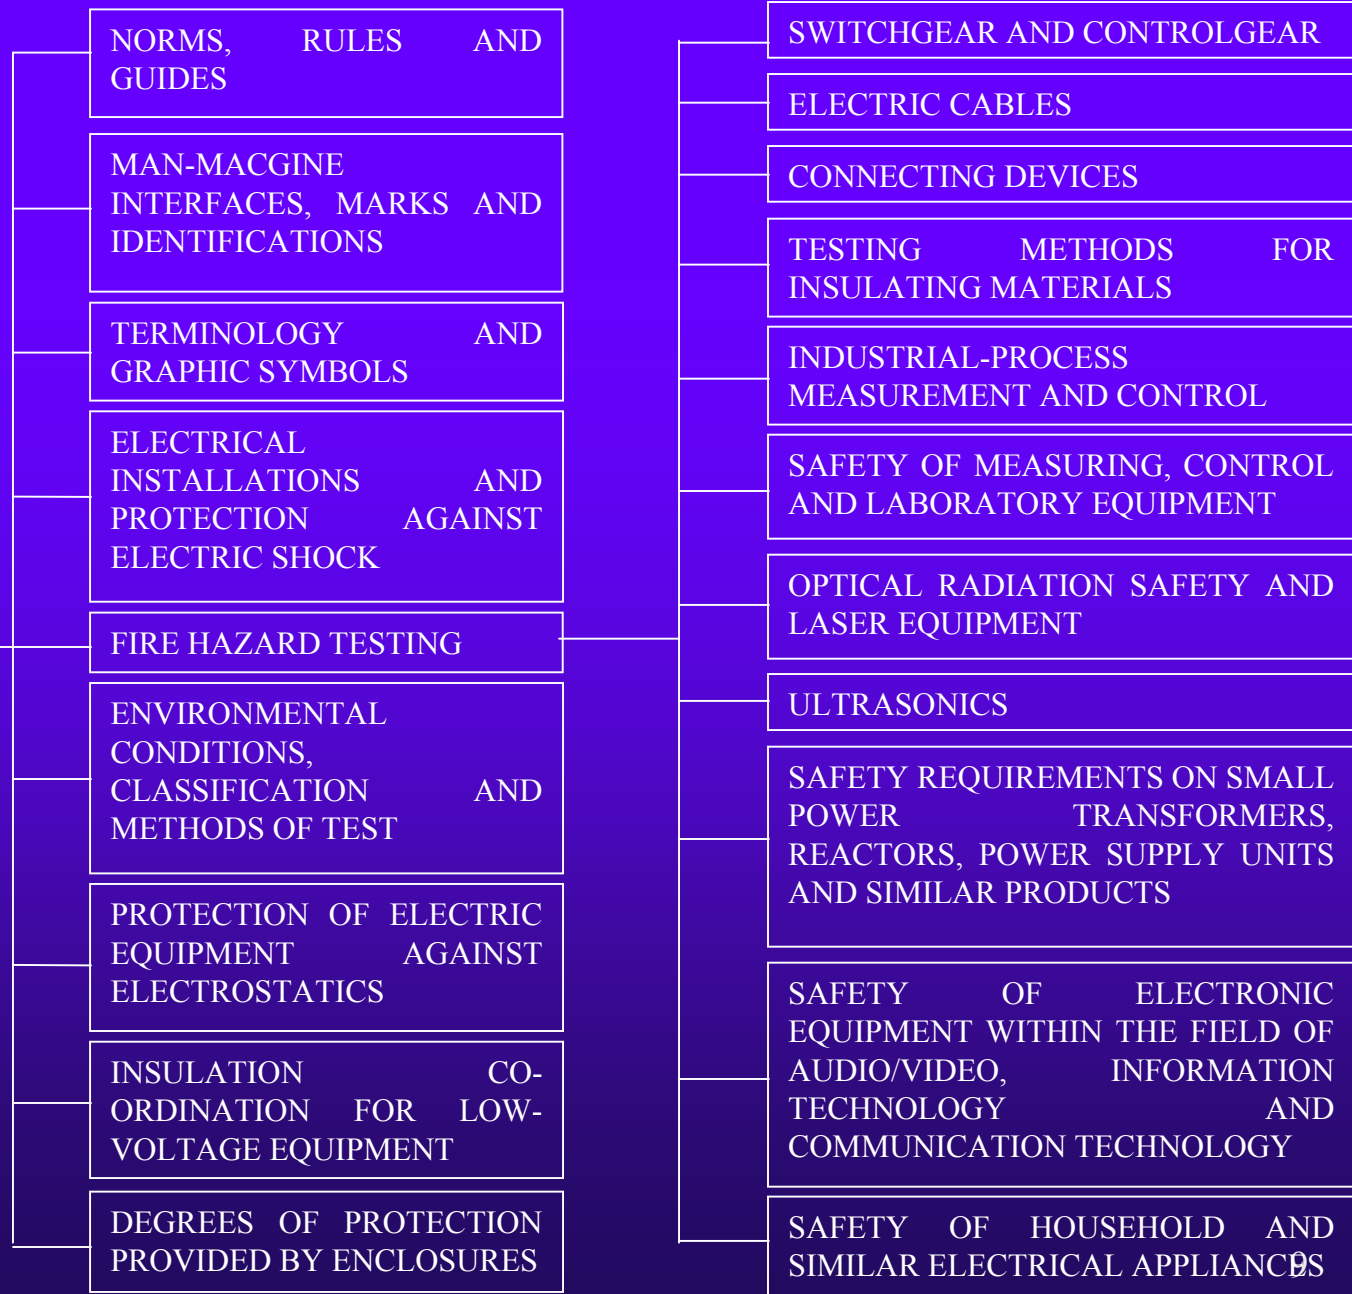 NORMS, RULES AND
GUIDES
MAN-MACGINE
INTERFACES, MARKS AND
IDENTIFICATIONS
TERMINOLOGY AND
GRAPHIC SYMBOLS
ELECTRICAL
INSTALLATIONS AND
PROTECTION AGAINST
ELECTRIC SHOCK
FIRE HAZARD TESTING
ENVIRONMENTAL
CONDITIONS,
CLASSIFICATION AND
METHODS OF TEST
PROTECTION OF ELECTRIC
EQUIPMENT AGAINST
ELECTROSTATICS
INSULATION CO-
ORDINATION FOR LOW-
VOLTAGE EQUIPMENT
DEGREES OF PROTECTION
PROVIDED BY ENCLOSURES
SWITCHGEAR AND CONTROLGEAR
ELECTRIC CABLES
CONNECTING DEVICES
TESTING METHODS FOR
INSULATING MATERIALS
INDUSTRIAL-PROCESS
MEASUREMENT AND CONTROL
SAFETY OF MEASURING, CONTROL
AND LABORATORY EQUIPMENT
OPTICAL RADIATION SAFETY AND
LASER EQUIPMENT
ULTRASONICS
SAFETY REQUIREMENTS ON SMALL
POWER TRANSFORMERS,
REACTORS, POWER SUPPLY UNITS
AND SIMILAR PRODUCTS
SAFETY OF ELECTRONIC
EQUIPMENT WITHIN THE FIELD OF
AUDIO/VIDEO, INFORMATION
TECHNOLOGY AND
COMMUNICATION TECHNOLOGY
SAFETY OF HOUSEHOLD AND
SIMILAR ELECTRICAL APPLIANCES
9